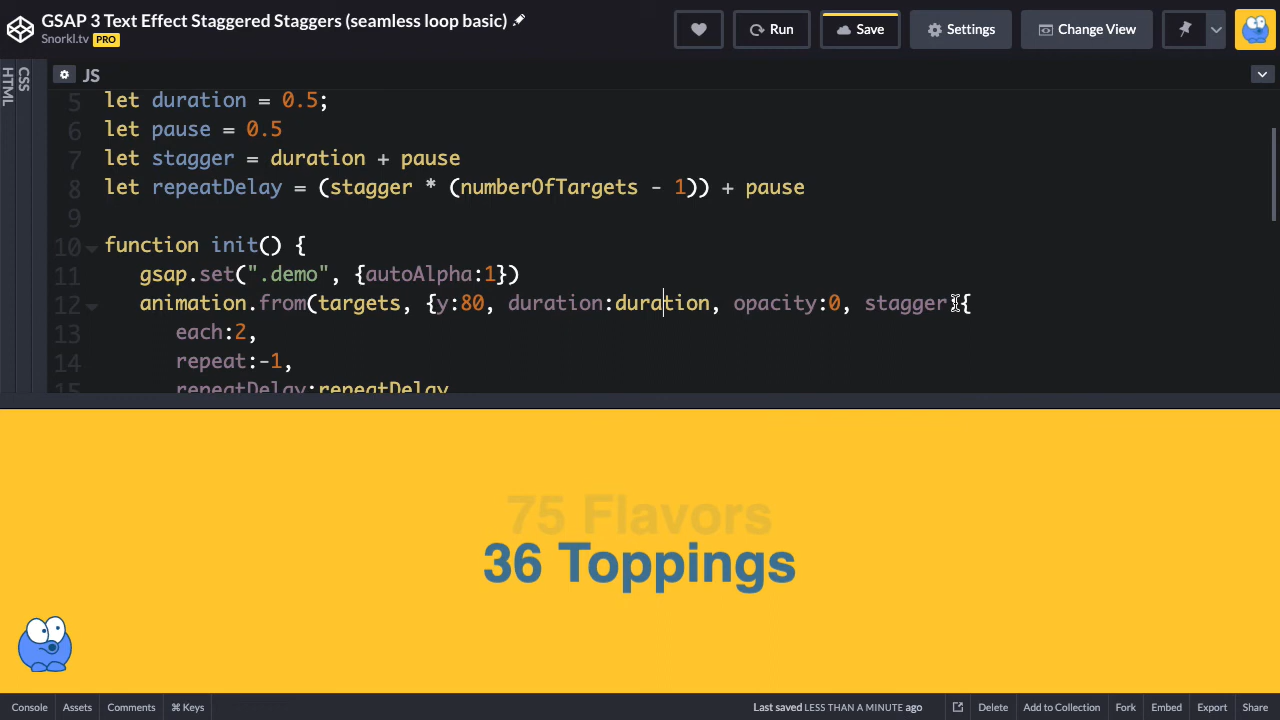 GSAP 3 Text Effect Staggered Staggers (seamless loop basic)
Snorkl.tv PRO
Run
Save
Settings
Change View
HTML
CSS
JS
5 let duration = 0.5;
6 let pause = 0.5
7 let stagger = duration + pause
8 let repeatDelay = (stagger * (numberOfTargets - 1)) + pause
9
10 function init() {
11 gsap.set(".demo", {autoAlpha:1})
12 animation.from(targets, {y:80, duration:duration, opacity:0, stagger:{
13 each:2,
14 repeat:-1,
15 repeatDelay:repeatDelay
75 Flavors
36 Toppings
Console Assets Comments ⌘ Keys Last saved LESS THAN A MINUTE ago Delete Add to Collection Fork Embed Export Share